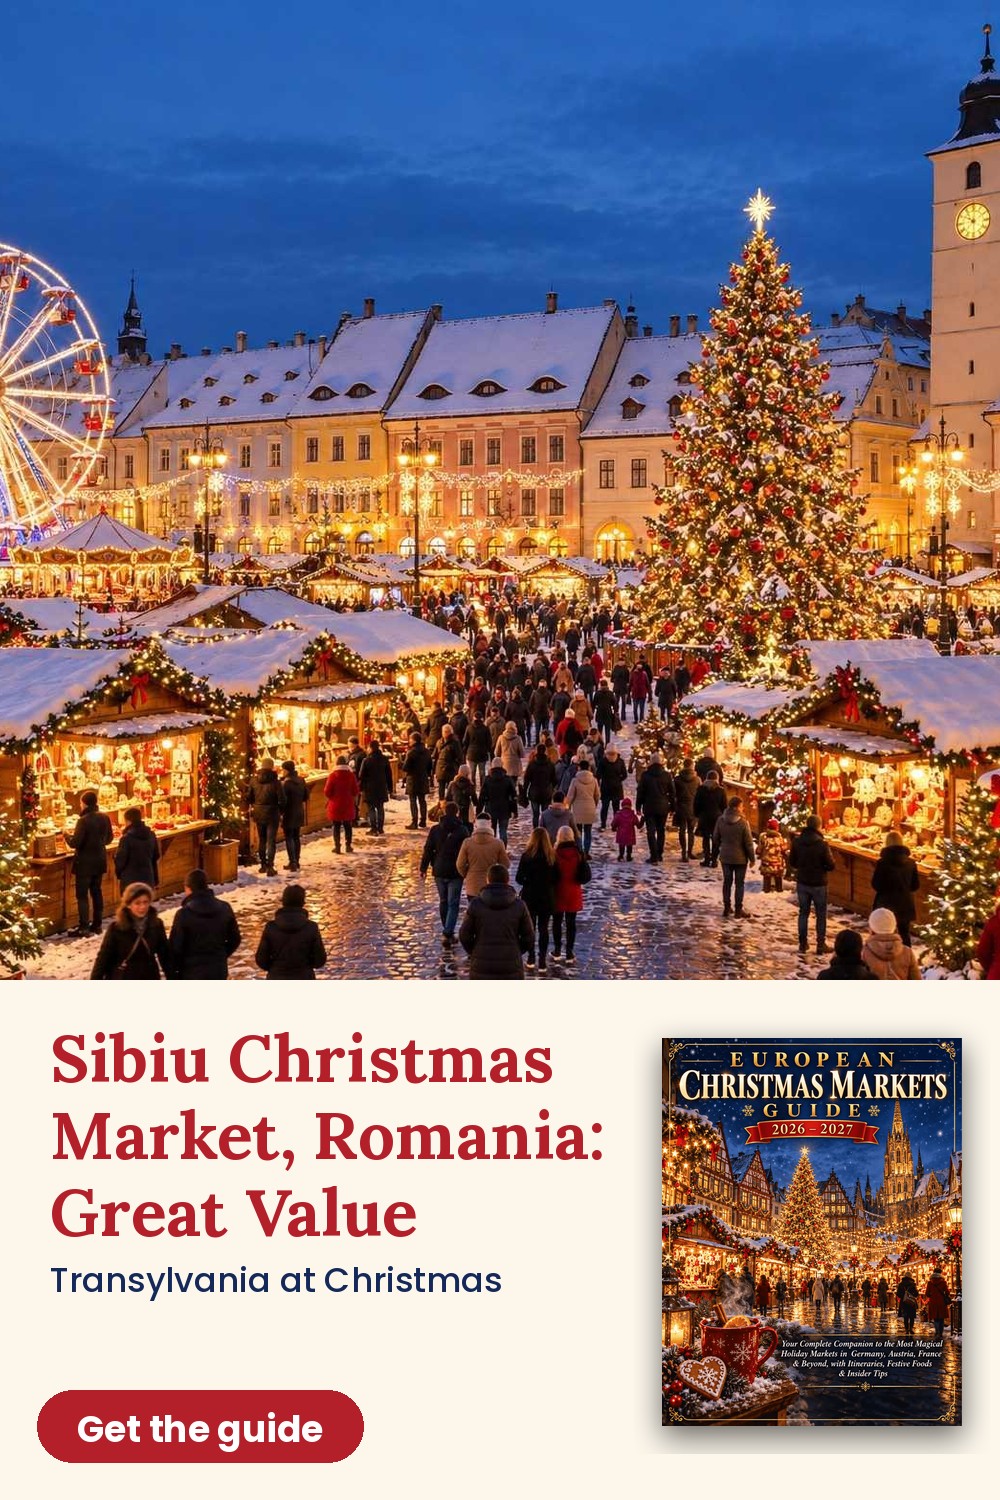 Sibiu Christmas
Market, Romania:
Great Value
Transylvania at Christmas
Get the guide
EUROPEAN
CHRISTMAS MARKETS
GUIDE
2026 – 2027
Your Complete Companion to the Most Magical
Holiday Markets in Germany, Austria, France
& Beyond, with Itineraries, Festive Foods
& Insider Tips